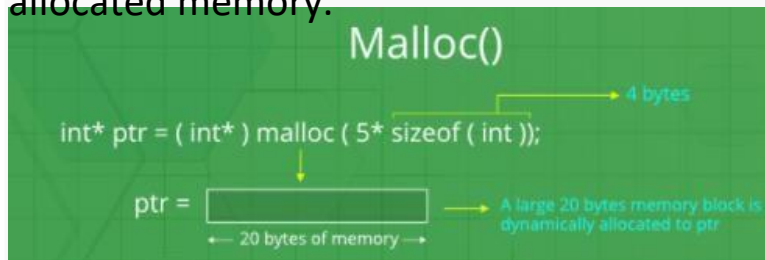 allocated memory.
Malloc()
4 bytes
int* ptr = ( int* ) malloc ( 5* sizeof ( int ));
ptr =
A large 20 bytes memory block is
dynamically allocated to ptr
20 bytes of memory